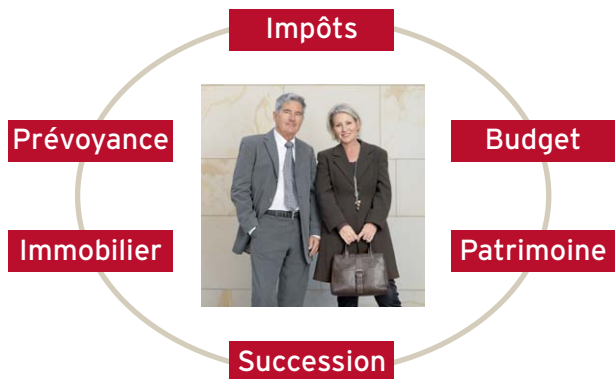 Impôts
Prévoyance
Budget
Immobilier
Patrimoine
Succession